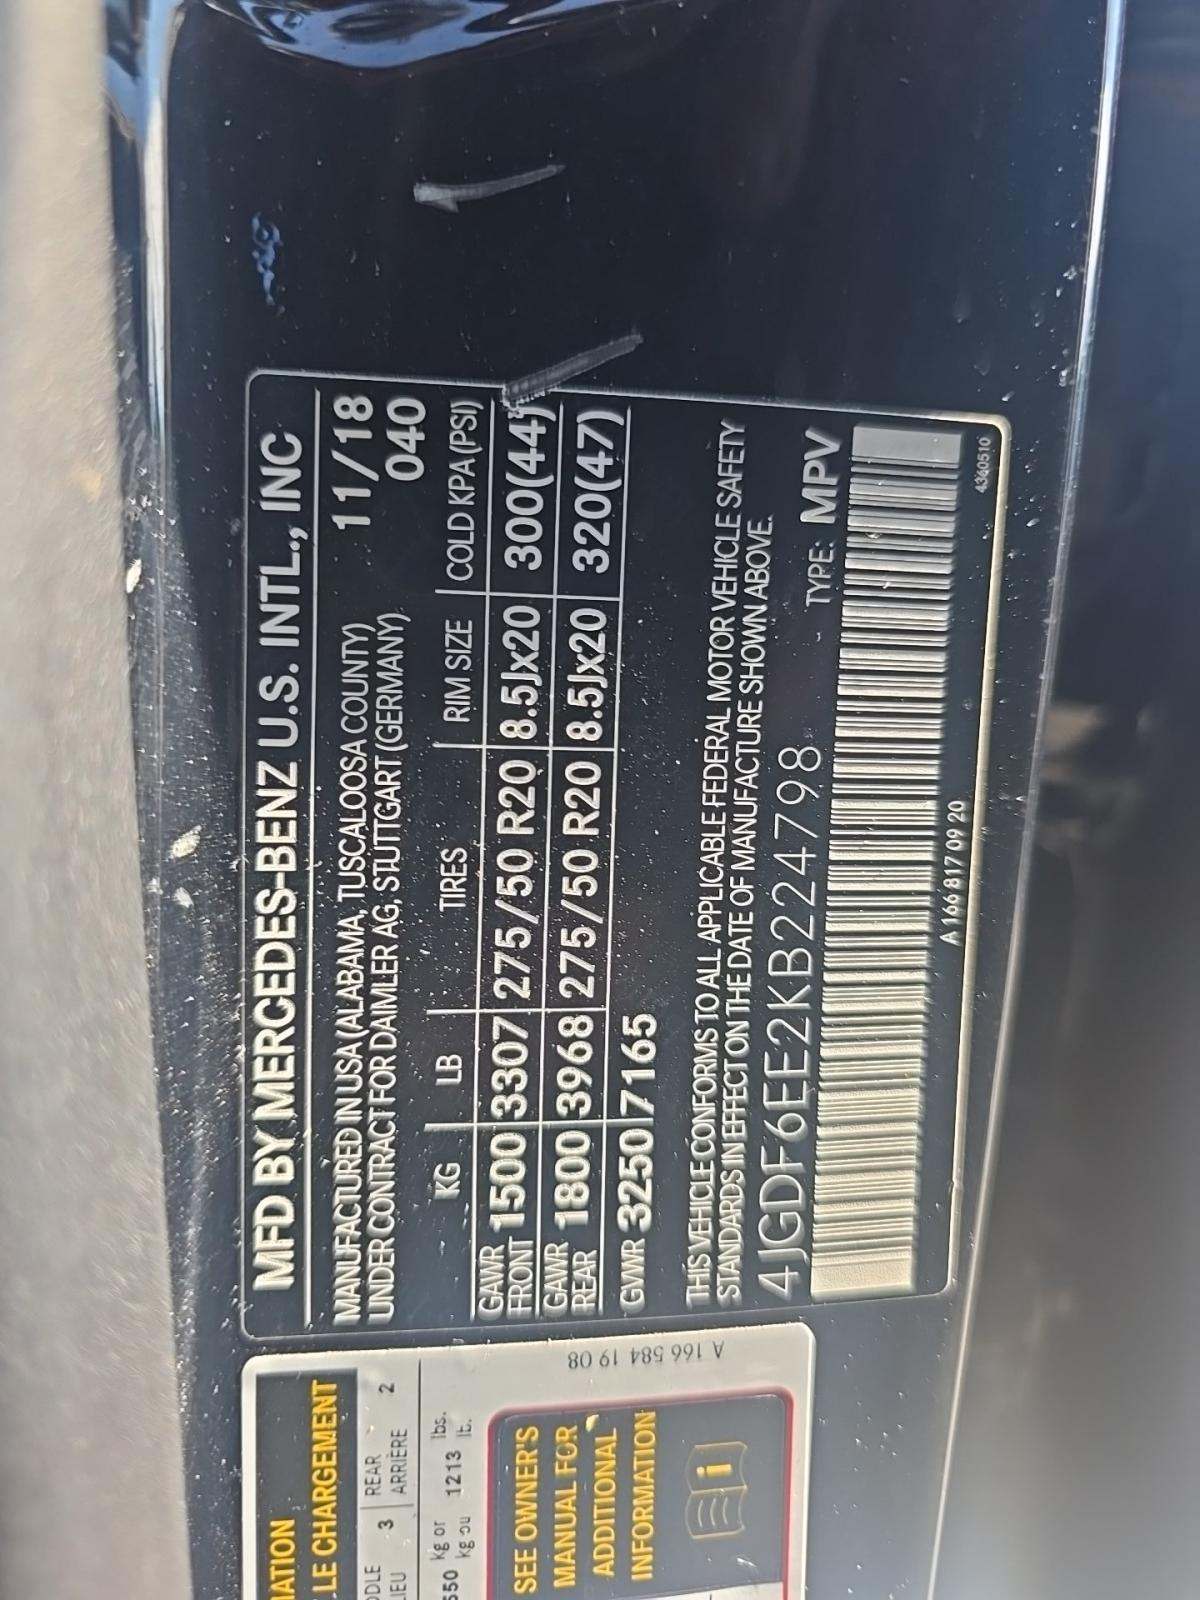 MFD BY MERCEDES-BENZ U.S. INTL., INC
MANUFACTURED IN USA (ALABAMA, TUSCALOOSA COUNTY) 11/18
UNDER CONTRACT FOR DAIMLER AG, STUTTGART (GERMANY) 040
KG LB TIRES RIM SIZE COLD KPA (PSI)
GAWR
FRONT 1500 3307 275/50 R20 8.5Jx20 300(44)
GAWR
REAR 1800 3968 275/50 R20 8.5Jx20 320(47)
GVWR 3250 7165
THIS VEHICLE CONFORMS TO ALL APPLICABLE FEDERAL MOTOR VEHICLE SAFETY
STANDARDS IN EFFECT ON THE DATE OF MANUFACTURE SHOWN ABOVE.
4JGDF6EE2KB224798 TYPE: MPV
A 166 817 09 20 4360510
LE CHARGEMENT
3 REAR 2
ARRIÈRE
kg or 1213 lbs.
kg ou lb.
SEE OWNER'S
MANUAL FOR
ADDITIONAL
INFORMATION
A 166 584 19 08